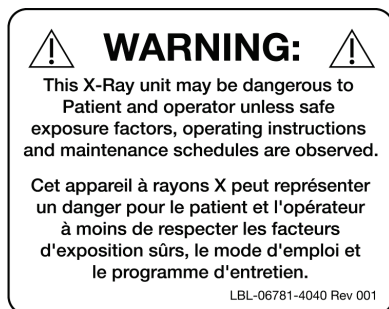 WARNING:
This X-Ray unit may be dangerous to
Patient and operator unless safe
exposure factors, operating instructions
and maintenance schedules are observed.
Cet appareil à rayons X peut représenter
un danger pour le patient et l'opérateur
à moins de respecter les facteurs
d'exposition sûrs, le mode d'emploi et
le programme d'entretien.
LBL-06781-4040 Rev 001